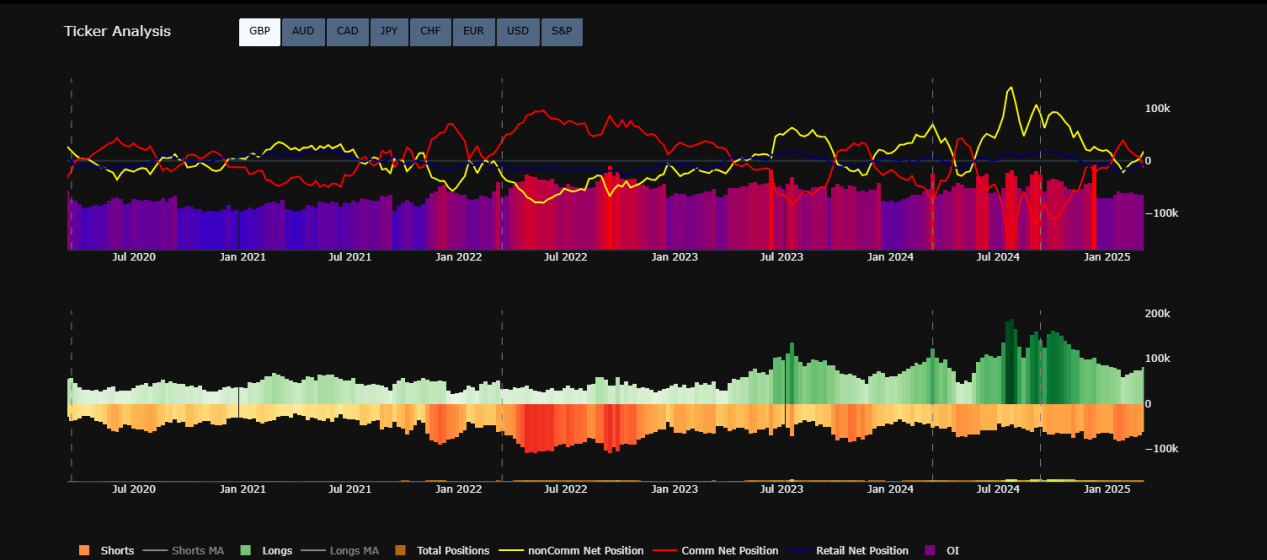 Ticker Analysis GBP AUD CAD JPY CHF EUR USD S&P
100k
0
−100k
Jul 2020 Jan 2021 Jul 2021 Jan 2022 Jul 2022 Jan 2023 Jul 2023 Jan 2024 Jul 2024 Jan 2025
200k
100k
0
−100k
Jul 2020 Jan 2021 Jul 2021 Jan 2022 Jul 2022 Jan 2023 Jul 2023 Jan 2024 Jul 2024 Jan 2025
Shorts Shorts MA Longs Longs MA Total Positions nonComm Net Position Comm Net Position Retail Net Position OI